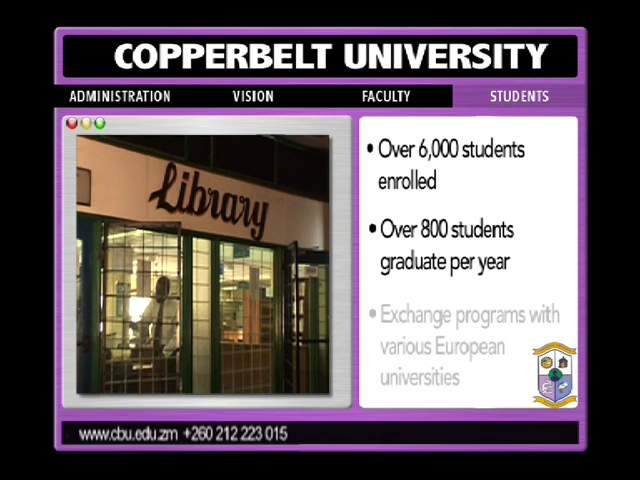 COPPERBELT UNIVERSITY
ADMINISTRATION VISION FACULTY STUDENTS
Library
• Over 6,000 students
enrolled
• Over 800 students
graduate per year
• Exchange programs with
various European
universities
www.cbu.edu.zm +260 212 223 015